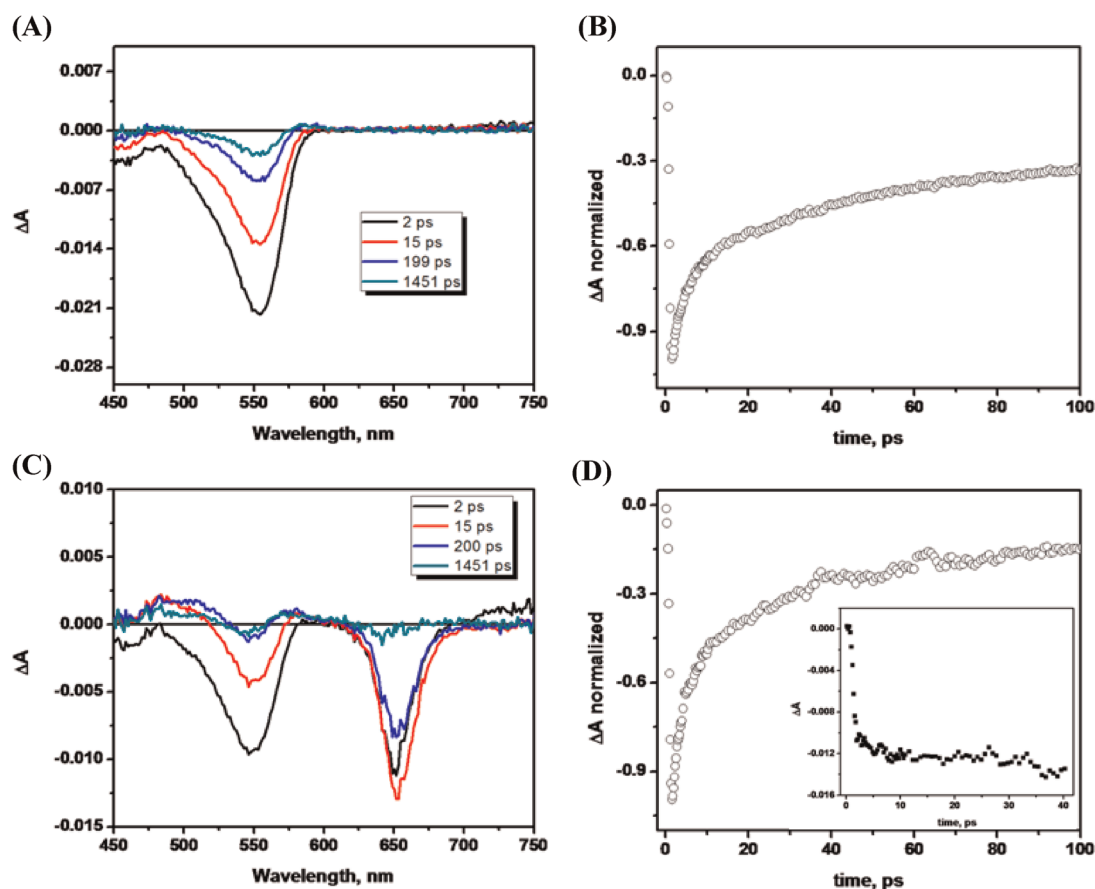 (A)
0.007
0.000
-0.007
-0.014
-0.021
-0.028
ΔA
2 ps
15 ps
199 ps
1451 ps
450 500 550 600 650 700 750
Wavelength, nm
(B)
0.0
-0.3
-0.6
-0.9
ΔA normalized
0 20 40 60 80 100
time, ps
(C)
0.010
0.005
0.000
-0.005
-0.010
-0.015
ΔA
2 ps
15 ps
200 ps
1451 ps
450 500 550 600 650 700 750
Wavelength, nm
(D)
0.0
-0.3
-0.6
-0.9
ΔA normalized
0.000
-0.004
-0.008
-0.012
-0.016
ΔA
0 10 20 30 40
time, ps
0 20 40 60 80 100
time, ps